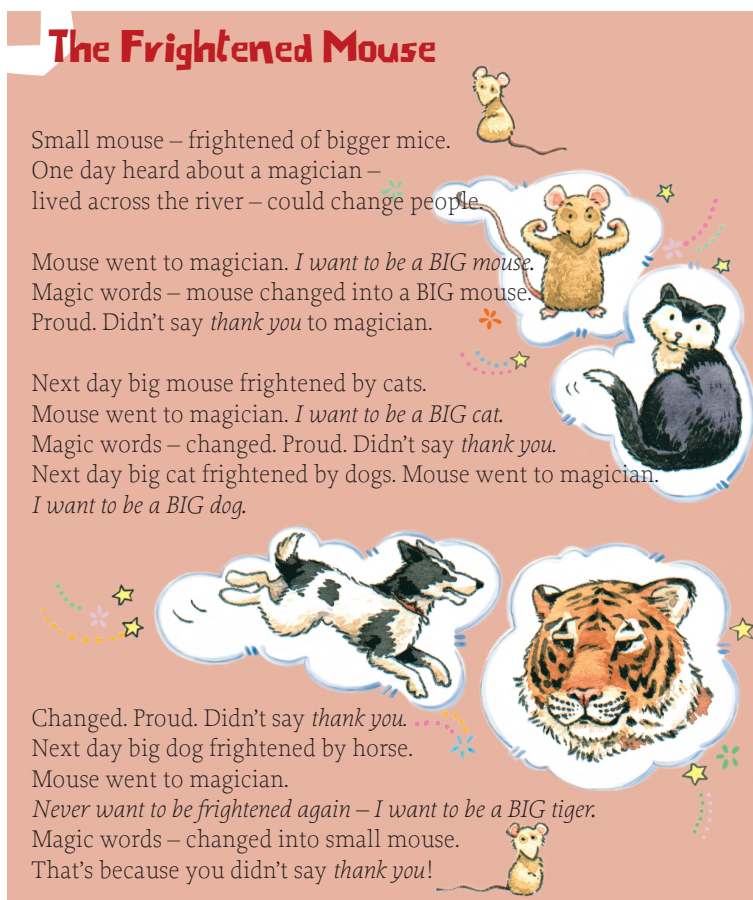 The Frightened Mouse
Small mouse – frightened of bigger mice.
One day heard about a magician –
lived across the river – could change people.
Mouse went to magician. I want to be a BIG mouse.
Magic words – mouse changed into a BIG mouse.
Proud. Didn't say thank you to magician.
Next day big mouse frightened by cats.
Mouse went to magician. I want to be a BIG cat.
Magic words – changed. Proud. Didn't say thank you.
Next day big cat frightened by dogs. Mouse went to magician.
I want to be a BIG dog.
Changed. Proud. Didn't say thank you.
Next day big dog frightened by horse.
Mouse went to magician.
Never want to be frightened again – I want to be a BIG tiger.
Magic words – changed into small mouse.
That's because you didn't say thank you!